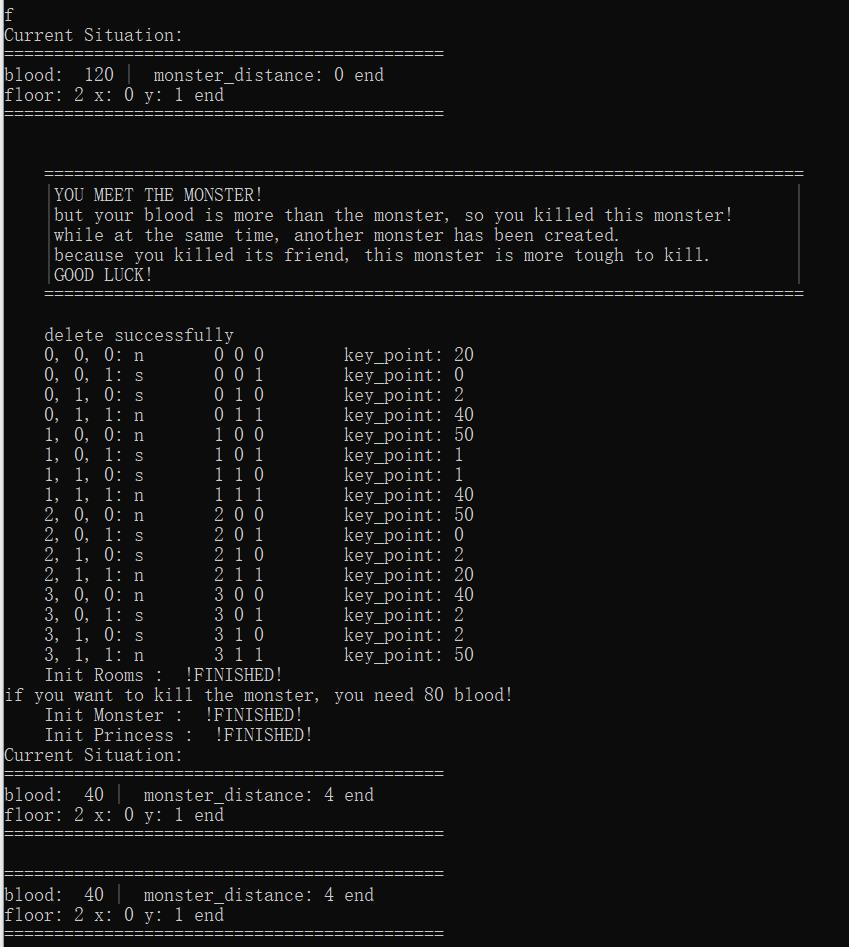 f
Current Situation:
============================================
blood:  120 |  monster_distance: 0 end
floor: 2 x: 0 y: 1 end
============================================
============================================================================
|YOU MEET THE MONSTER!                                                     |
|but your blood is more than the monster, so you killed this monster!      |
|while at the same time, another monster has been created.                 |
|because you killed its friend, this monster is more tough to kill.        |
|GOOD LUCK!                                                                |
============================================================================
delete successfully
0, 0, 0: n       0 0 0        key_point: 20
0, 0, 1: s       0 0 1        key_point: 0
0, 1, 0: s       0 1 0        key_point: 2
0, 1, 1: n       0 1 1        key_point: 40
1, 0, 0: n       1 0 0        key_point: 50
1, 0, 1: s       1 0 1        key_point: 1
1, 1, 0: s       1 1 0        key_point: 1
1, 1, 1: n       1 1 1        key_point: 40
2, 0, 0: n       2 0 0        key_point: 50
2, 0, 1: s       2 0 1        key_point: 0
2, 1, 0: s       2 1 0        key_point: 2
2, 1, 1: n       2 1 1        key_point: 20
3, 0, 0: n       3 0 0        key_point: 40
3, 0, 1: s       3 0 1        key_point: 2
3, 1, 0: s       3 1 0        key_point: 2
3, 1, 1: n       3 1 1        key_point: 50
Init Rooms :  !FINISHED!
if you want to kill the monster, you need 80 blood!
Init Monster :  !FINISHED!
Init Princess :  !FINISHED!
Current Situation:
============================================
blood:  40 |  monster_distance: 4 end
floor: 2 x: 0 y: 1 end
============================================
============================================
blood:  40 |  monster_distance: 4 end
floor: 2 x: 0 y: 1 end
============================================